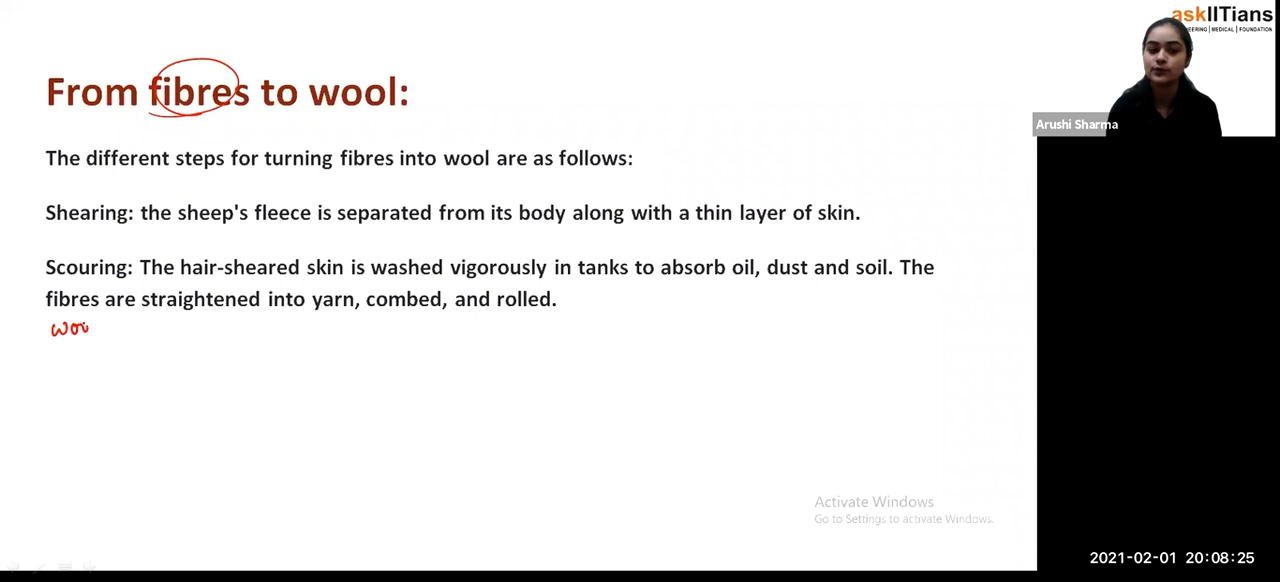 askIITians
ENGINEERING | MEDICAL | FOUNDATION
From fibres to wool:
Arushi Sharma
The different steps for turning fibres into wool are as follows:
Shearing: the sheep's fleece is separated from its body along with a thin layer of skin.
Scouring: The hair-sheared skin is washed vigorously in tanks to absorb oil, dust and soil. The
fibres are straightened into yarn, combed, and rolled.
woo
Activate Windows
Go to Settings to activate Windows.
2021-02-01 20:08:25